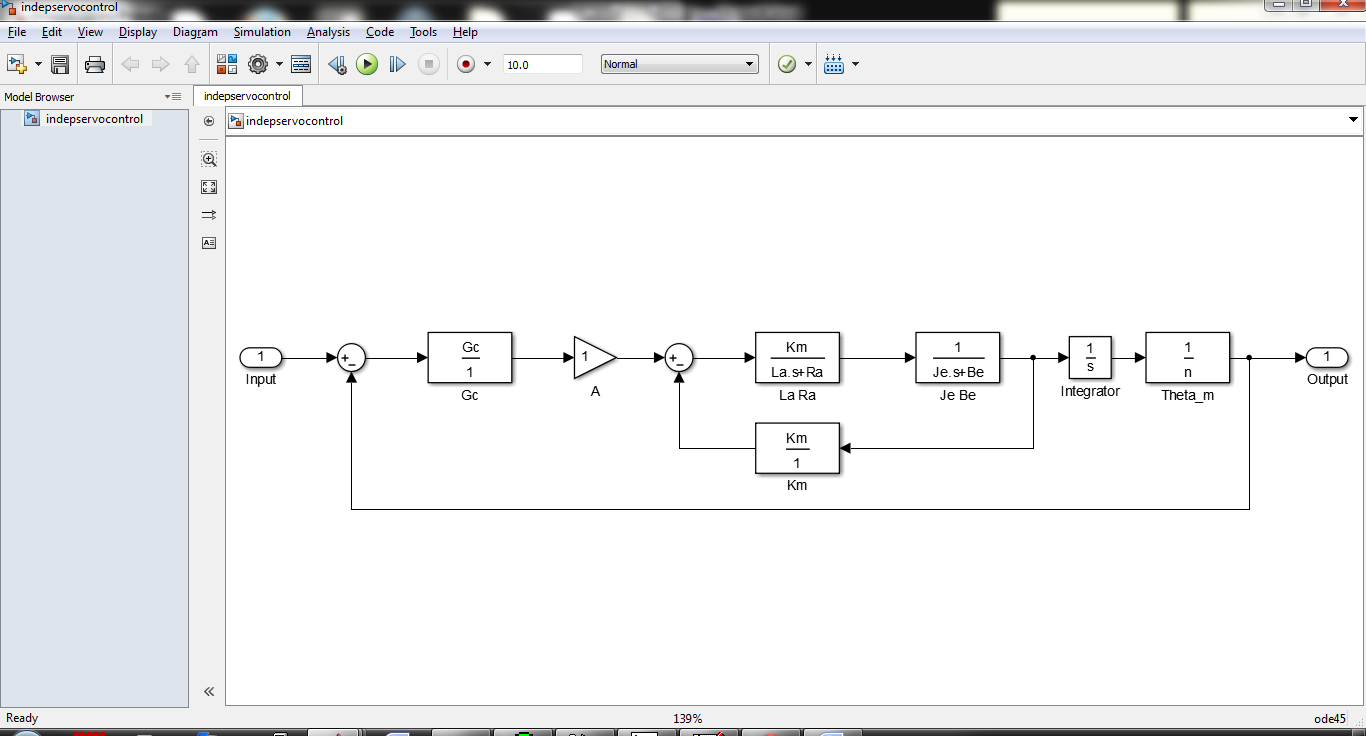 indepservocontrol
File Edit View Display Diagram Simulation Analysis Code Tools Help
10.0
Normal
Model Browser
indepservocontrol
indepservocontrol
indepservocontrol
1
Input
+
−
Gc
1
Gc
1
A
+
−
Km
La.s+Ra
La Ra
1
Je.s+Be
Je Be
1
s
Integrator
1
n
Theta_m
1
Output
Km
1
Km
Ready
139%
ode45